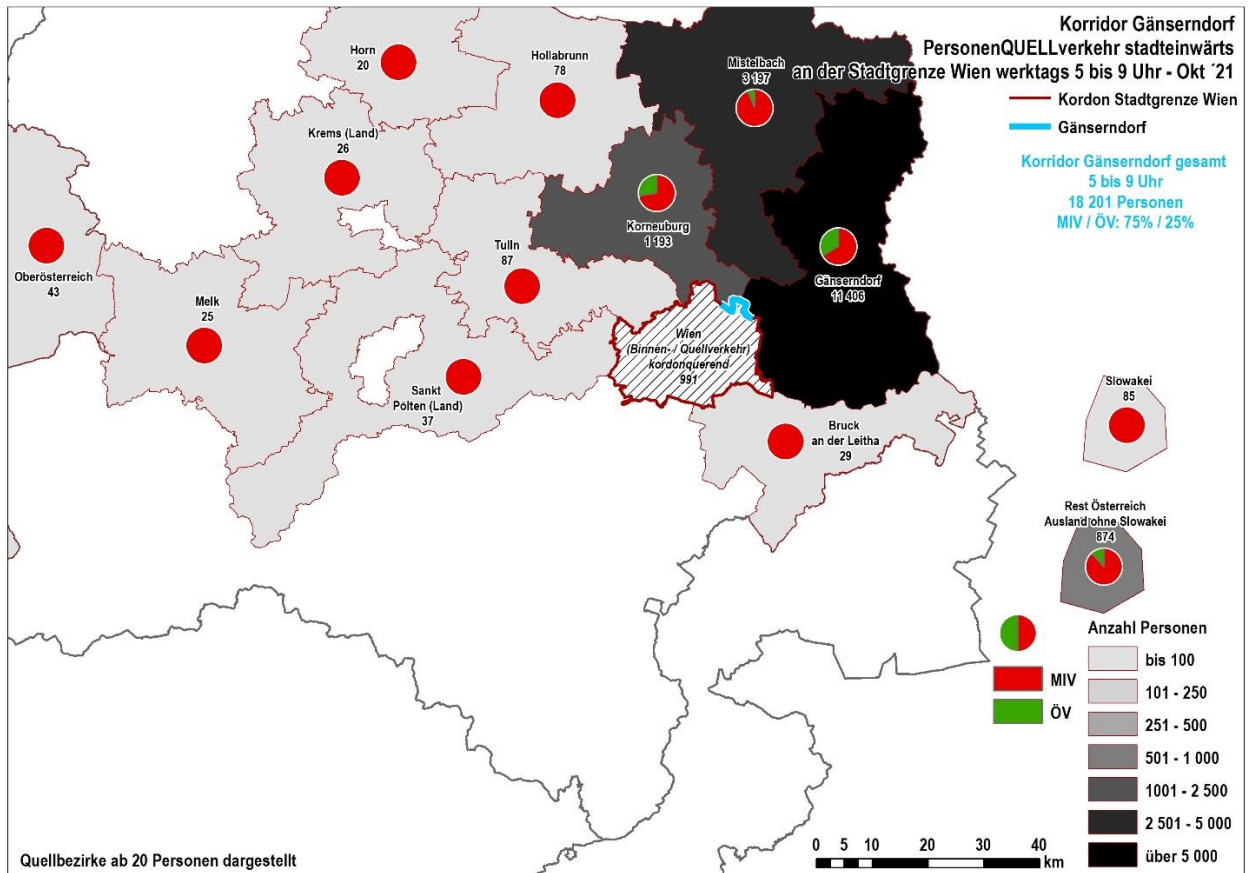 Korridor Gänserndorf
PersonenQUELLverkehr stadteinwärts
an der Stadtgrenze Wien werktags 5 bis 9 Uhr - Okt ´21
Kordon Stadtgrenze Wien
Gänserndorf
Korridor Gänserndorf gesamt
5 bis 9 Uhr
18 201 Personen
MIV / ÖV: 75% / 25%
Horn
20
Hollabrunn
78
Mistelbach
3 197
Krems (Land)
26
Korneuburg
1 193
Gänserndorf
11 406
Oberösterreich
43
Tulln
87
Melk
25
Wien
(Binnen- / Quellverkehr)
kordonquerend
991
Sankt
Pölten (Land)
37
Bruck
an der Leitha
29
Slowakei
85
Rest Österreich
Ausland ohne Slowakei
874
MIV
ÖV
Anzahl Personen
bis 100
101 - 250
251 - 500
501 - 1 000
1001 - 2 500
2 501 - 5 000
über 5 000
Quellbezirke ab 20 Personen dargestellt
0 5 10 20 30 40
km